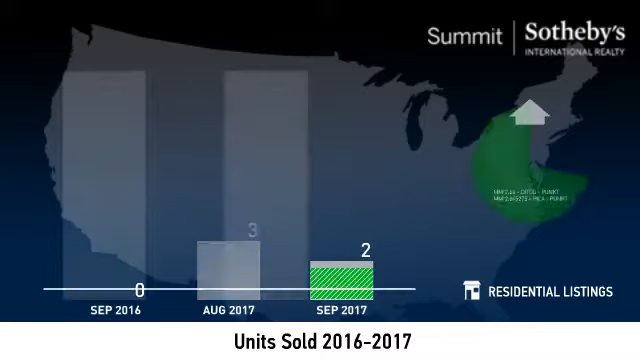 Summit | Sotheby's
INTERNATIONAL REALTY
3
2
0
SEP 2016
AUG 2017
SEP 2017
RESIDENTIAL LISTINGS
Units Sold 2016-2017